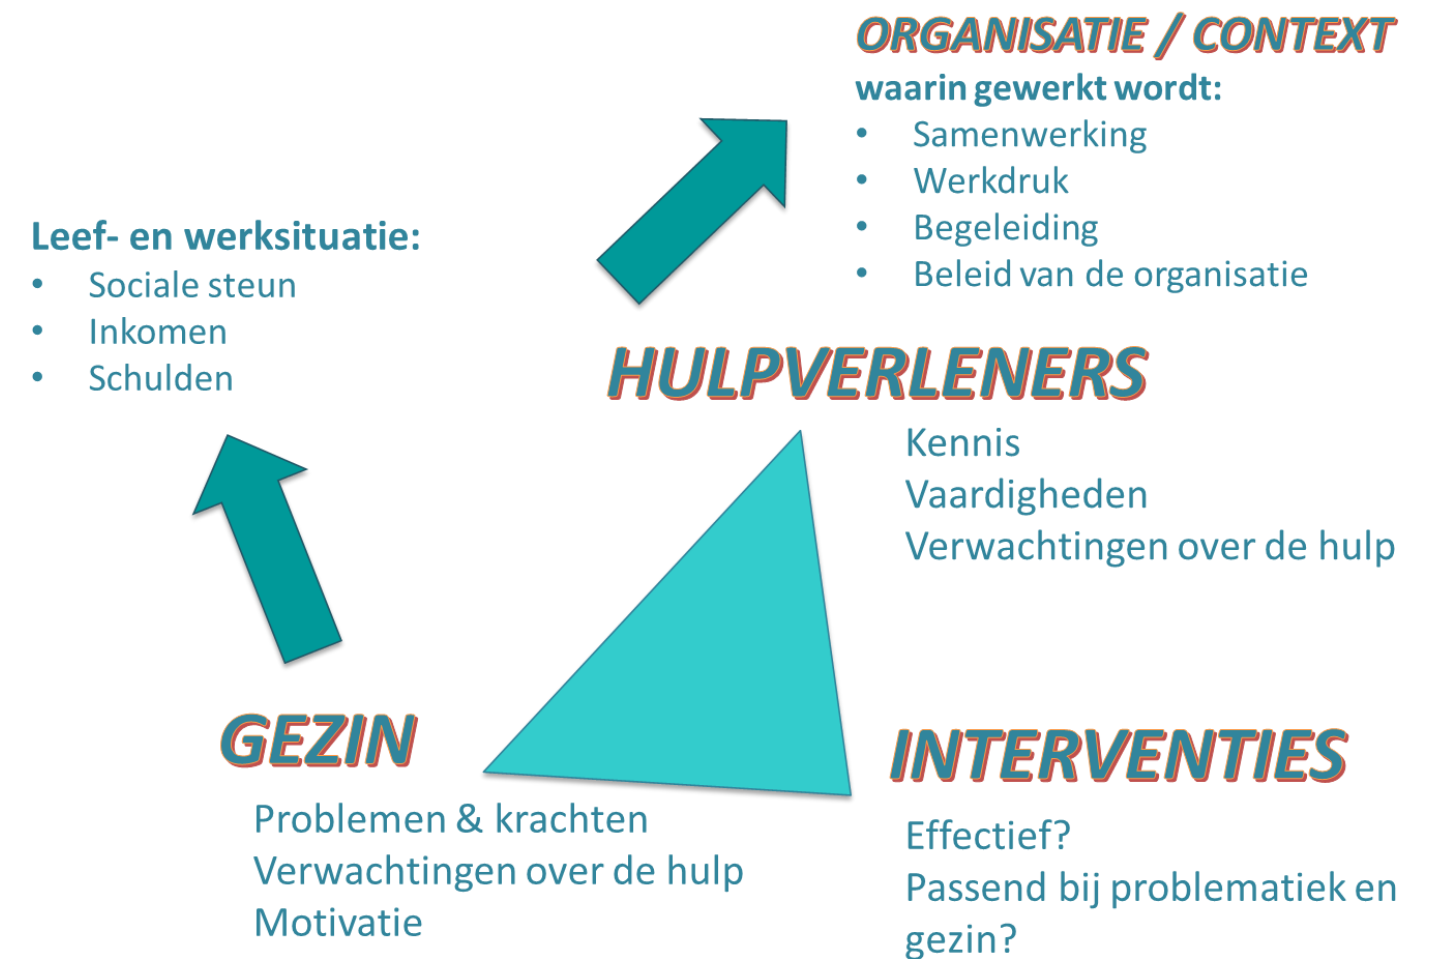 ORGANISATIE / CONTEXT
waarin gewerkt wordt:
• Samenwerking
• Werkdruk
• Begeleiding
• Beleid van de organisatie
Leef- en werksituatie:
• Sociale steun
• Inkomen
• Schulden
HULPVERLENERS
Kennis
Vaardigheden
Verwachtingen over de hulp
GEZIN
Problemen & krachten
Verwachtingen over de hulp
Motivatie
INTERVENTIES
Effectief?
Passend bij problematiek en
gezin?